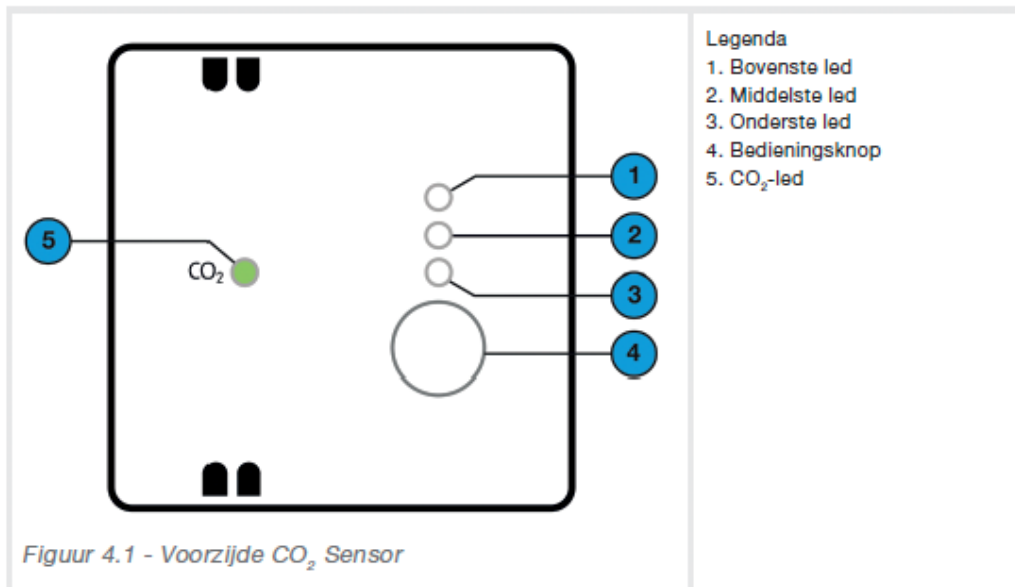 Legenda
1. Bovenste led
2. Middelste led
3. Onderste led
4. Bedieningsknop
5. CO₂-led
1
2
5
CO₂
3
4
Figuur 4.1 - Voorzijde CO₂ Sensor